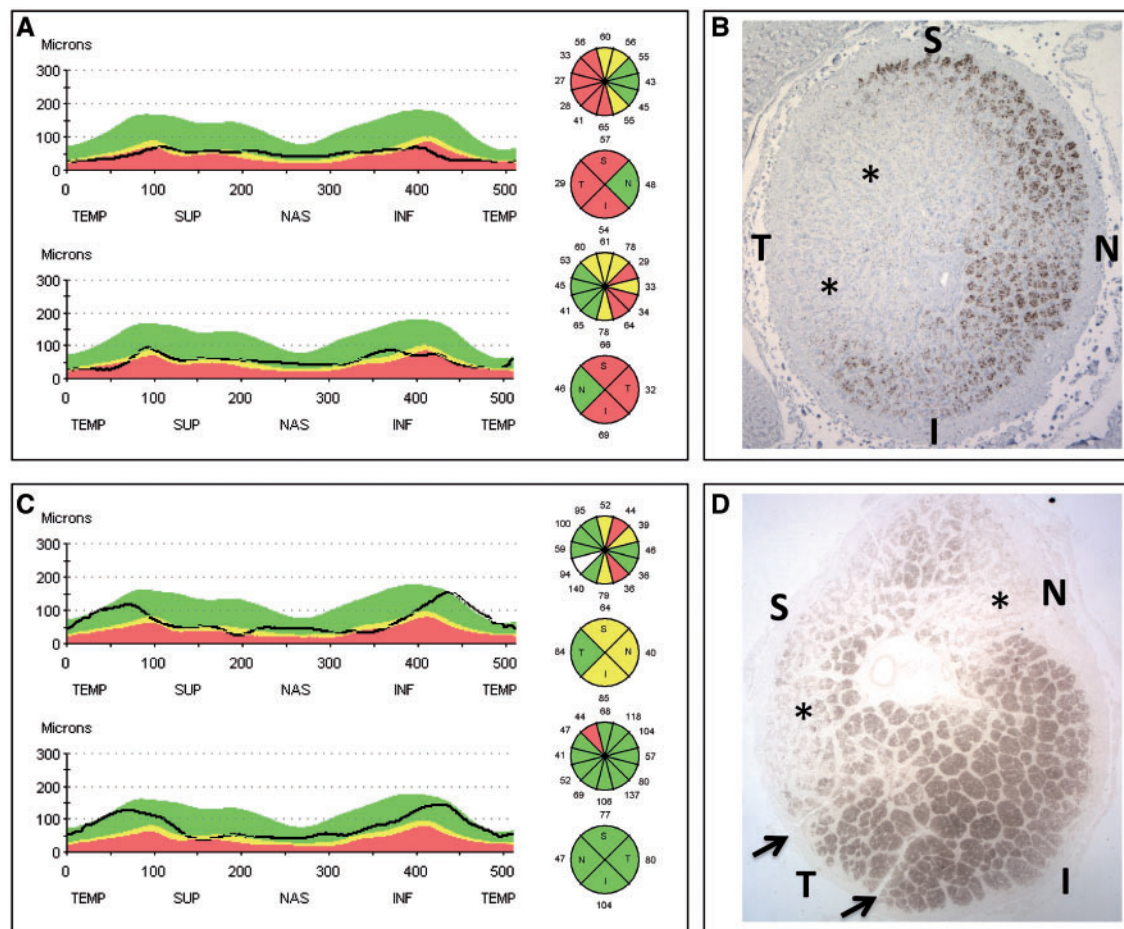 A
Microns
300
200
100
0
0 100 200 300 400 500
TEMP SUP NAS INF TEMP
56 60 56
33 55
27 43
28 45
41 55
65
57
S
29 T N 48
I
54
Microns
300
200
100
0
0 100 200 300 400 500
TEMP SUP NAS INF TEMP
60 61 78
53 29
45 33
41 34
65 64
78
66
S
46 N T 32
I
69
B
S
*
T N
*
I
C
Microns
300
200
100
0
0 100 200 300 400 500
TEMP SUP NAS INF TEMP
95 52 44
100 39
59 46
94 36
140 36
79
64
S
84 T N 40
I
85
Microns
300
200
100
0
0 100 200 300 400 500
TEMP SUP NAS INF TEMP
44 68 118
47 104
41 57
52 80
69 137
106
77
S
47 N T 80
I
104
D
S * N
*
T I